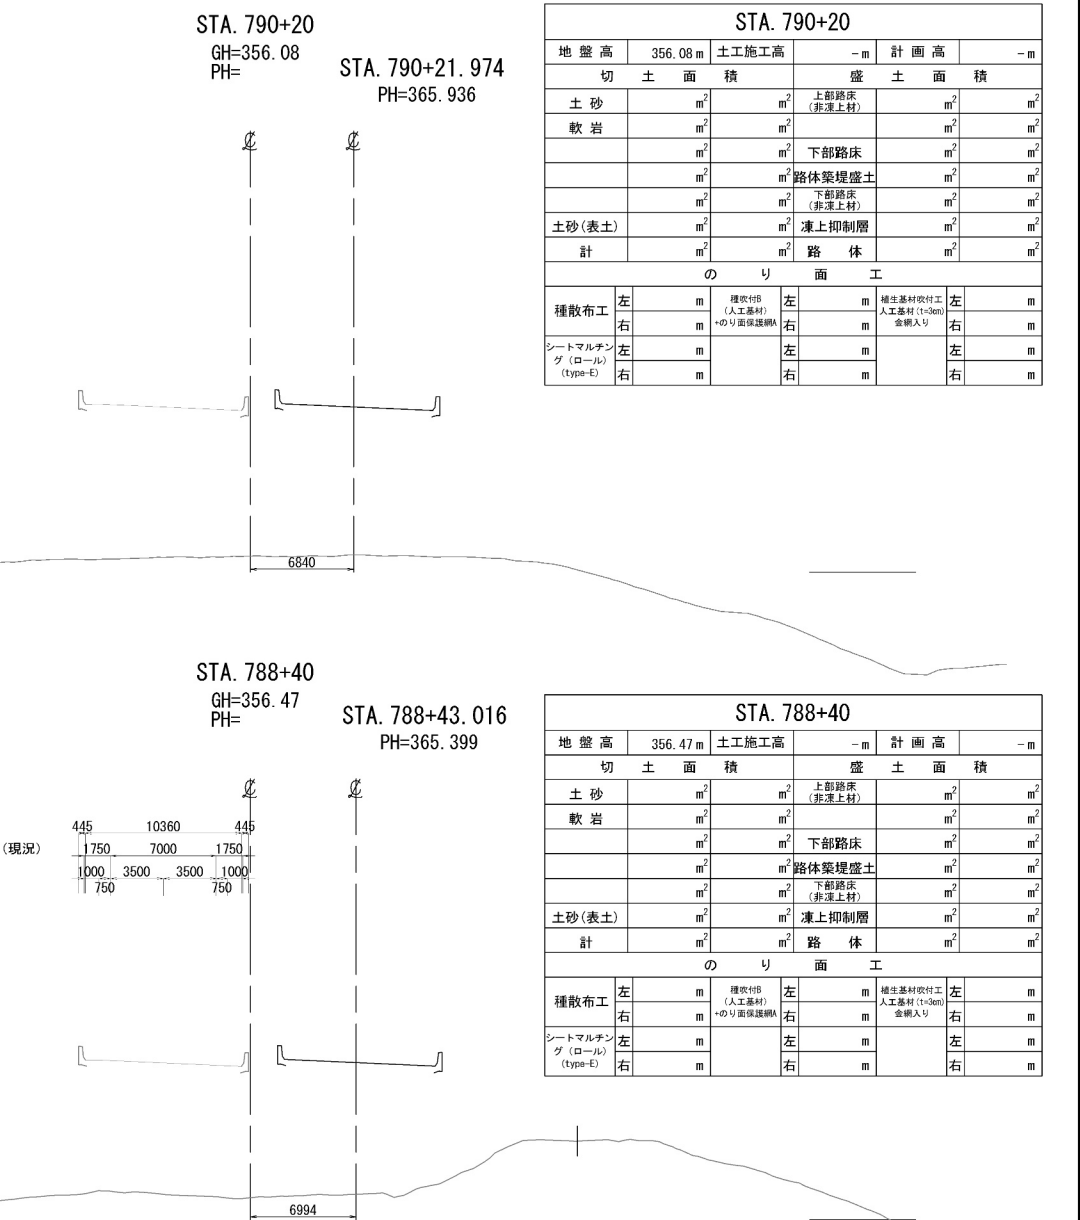 STA. 790+20
GH=356.08
PH=
STA. 790+21.974
PH=365.936
℄ ℄
6840
STA. 790+20
地盤高 356.08m 土工施工高 -m 計画高 -m
切土面積 盛土面積
土砂 m² m² 上部路床(非凍上材) m² m²
軟岩 m² m² m² m²
m² m² 下部路床 m² m²
m² m² 路体築堤盛土 m² m²
m² m² 下部路床(非凍上材) m² m²
土砂(表土) m² m² 凍上抑制層 m² m²
計 m² m² 路体 m² m²
のり面工
種散布工 左 m 種吹付B(人工基材)+のり面保護網A 左 m 植生基材吹付工人工基材(t=3cm)金網入り 左 m
右 m 右 m 右 m
シートマルチング(ロール)(type-E) 左 m 左 m 左 m
右 m 右 m 右 m
STA. 788+40
GH=356.47
PH=
STA. 788+43.016
PH=365.399
℄ ℄
445 10360 445
(現況)
1750 7000 1750
1000 3500 3500 1000
750 750
6994
STA. 788+40
地盤高 356.47m 土工施工高 -m 計画高 -m
切土面積 盛土面積
土砂 m² m² 上部路床(非凍上材) m² m²
軟岩 m² m² m² m²
m² m² 下部路床 m² m²
m² m² 路体築堤盛土 m² m²
m² m² 下部路床(非凍上材) m² m²
土砂(表土) m² m² 凍上抑制層 m² m²
計 m² m² 路体 m² m²
のり面工
種散布工 左 m 種吹付B(人工基材)+のり面保護網A 左 m 植生基材吹付工人工基材(t=3cm)金網入り 左 m
右 m 右 m 右 m
シートマルチング(ロール)(type-E) 左 m 左 m 左 m
右 m 右 m 右 m